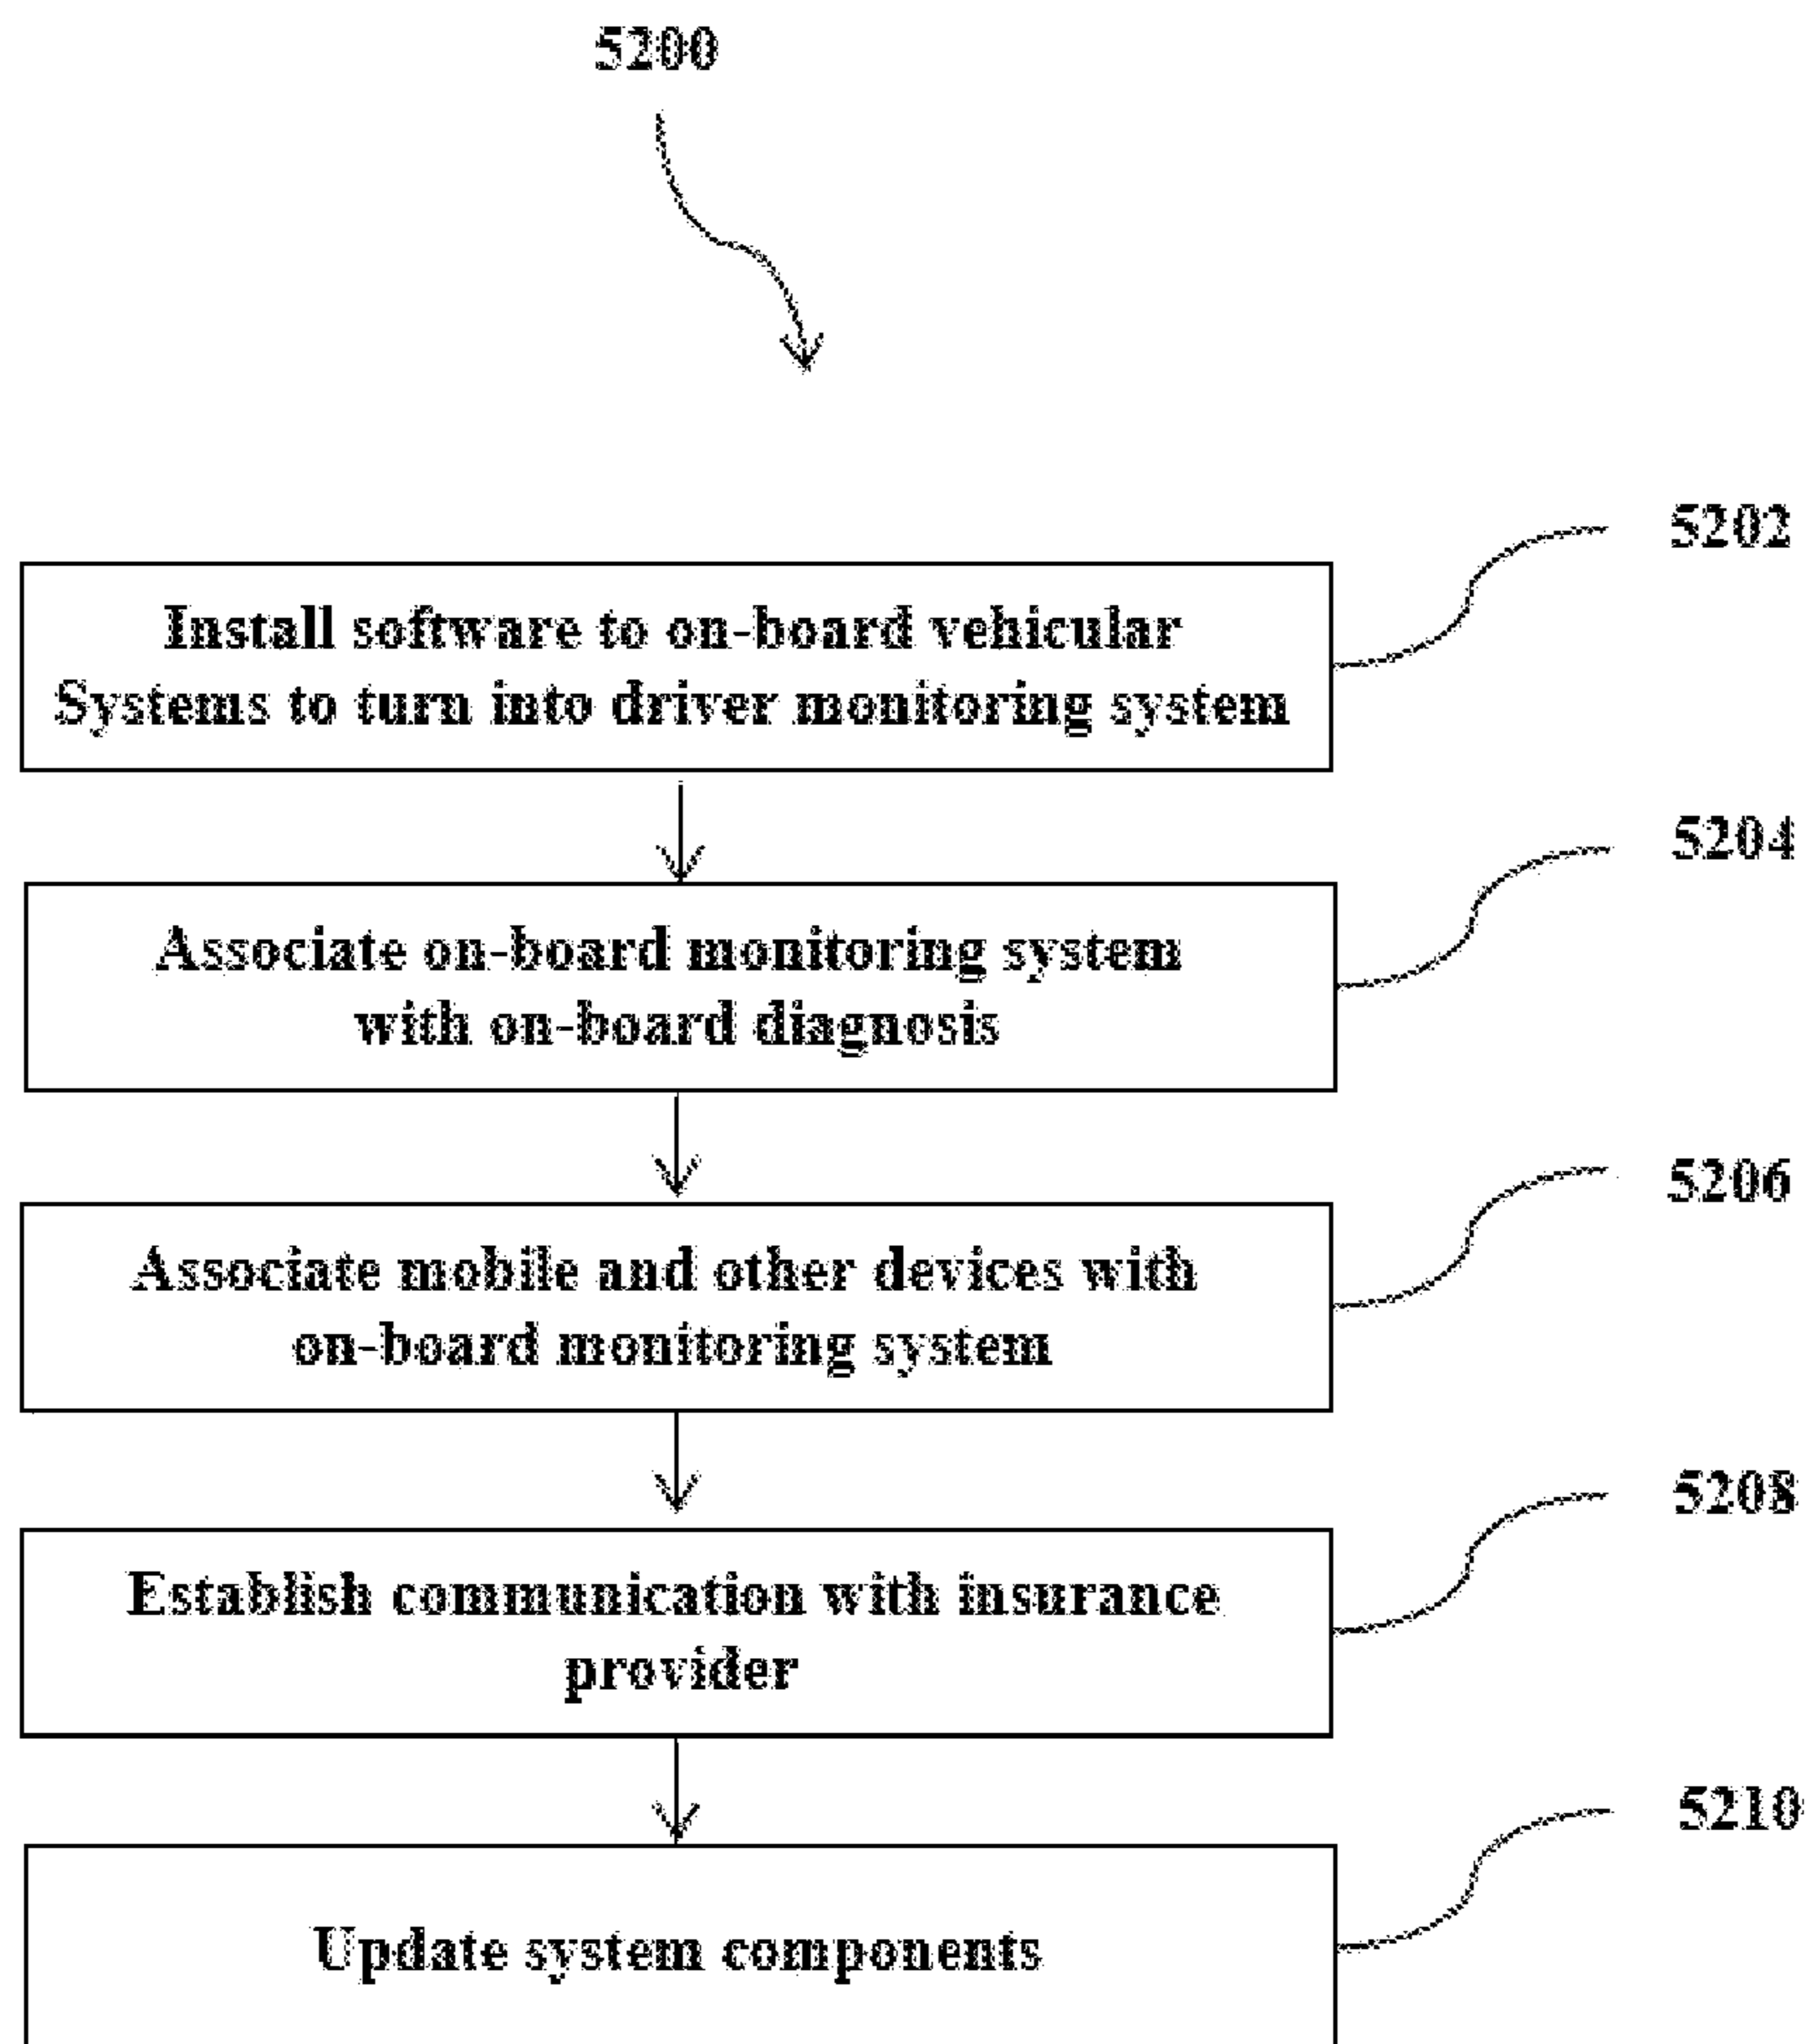 5200
5202
Install software to on-board vehicular
Systems to turn into driver monitoring system
5204
Associate on-board monitoring system
with on-board diagnosis
5206
Associate mobile and other devices with
on-board monitoring system
5208
Establish communication with insurance
provider
5210
Update system components